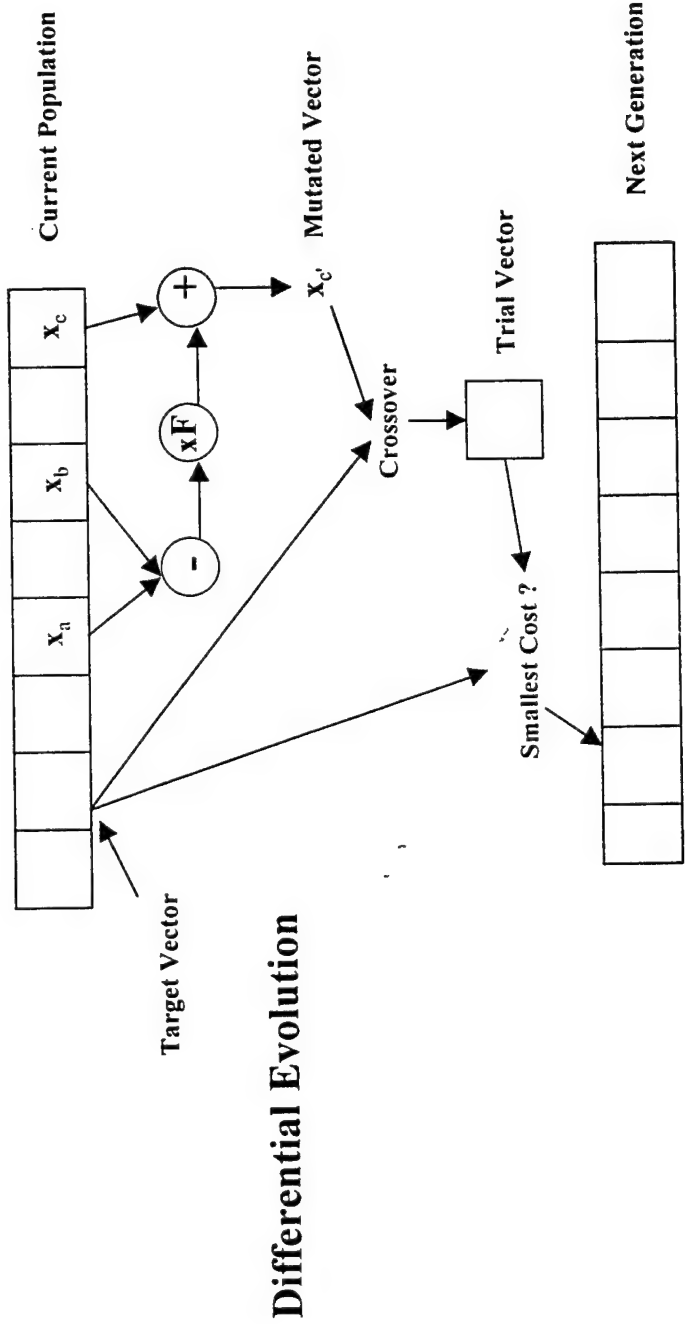 Current Population
x_a
x_b
x_c
-
xF
+
Target Vector
x_c' Mutated Vector
Differential Evolution
Crossover
Trial Vector
Smallest Cost ?
Next Generation